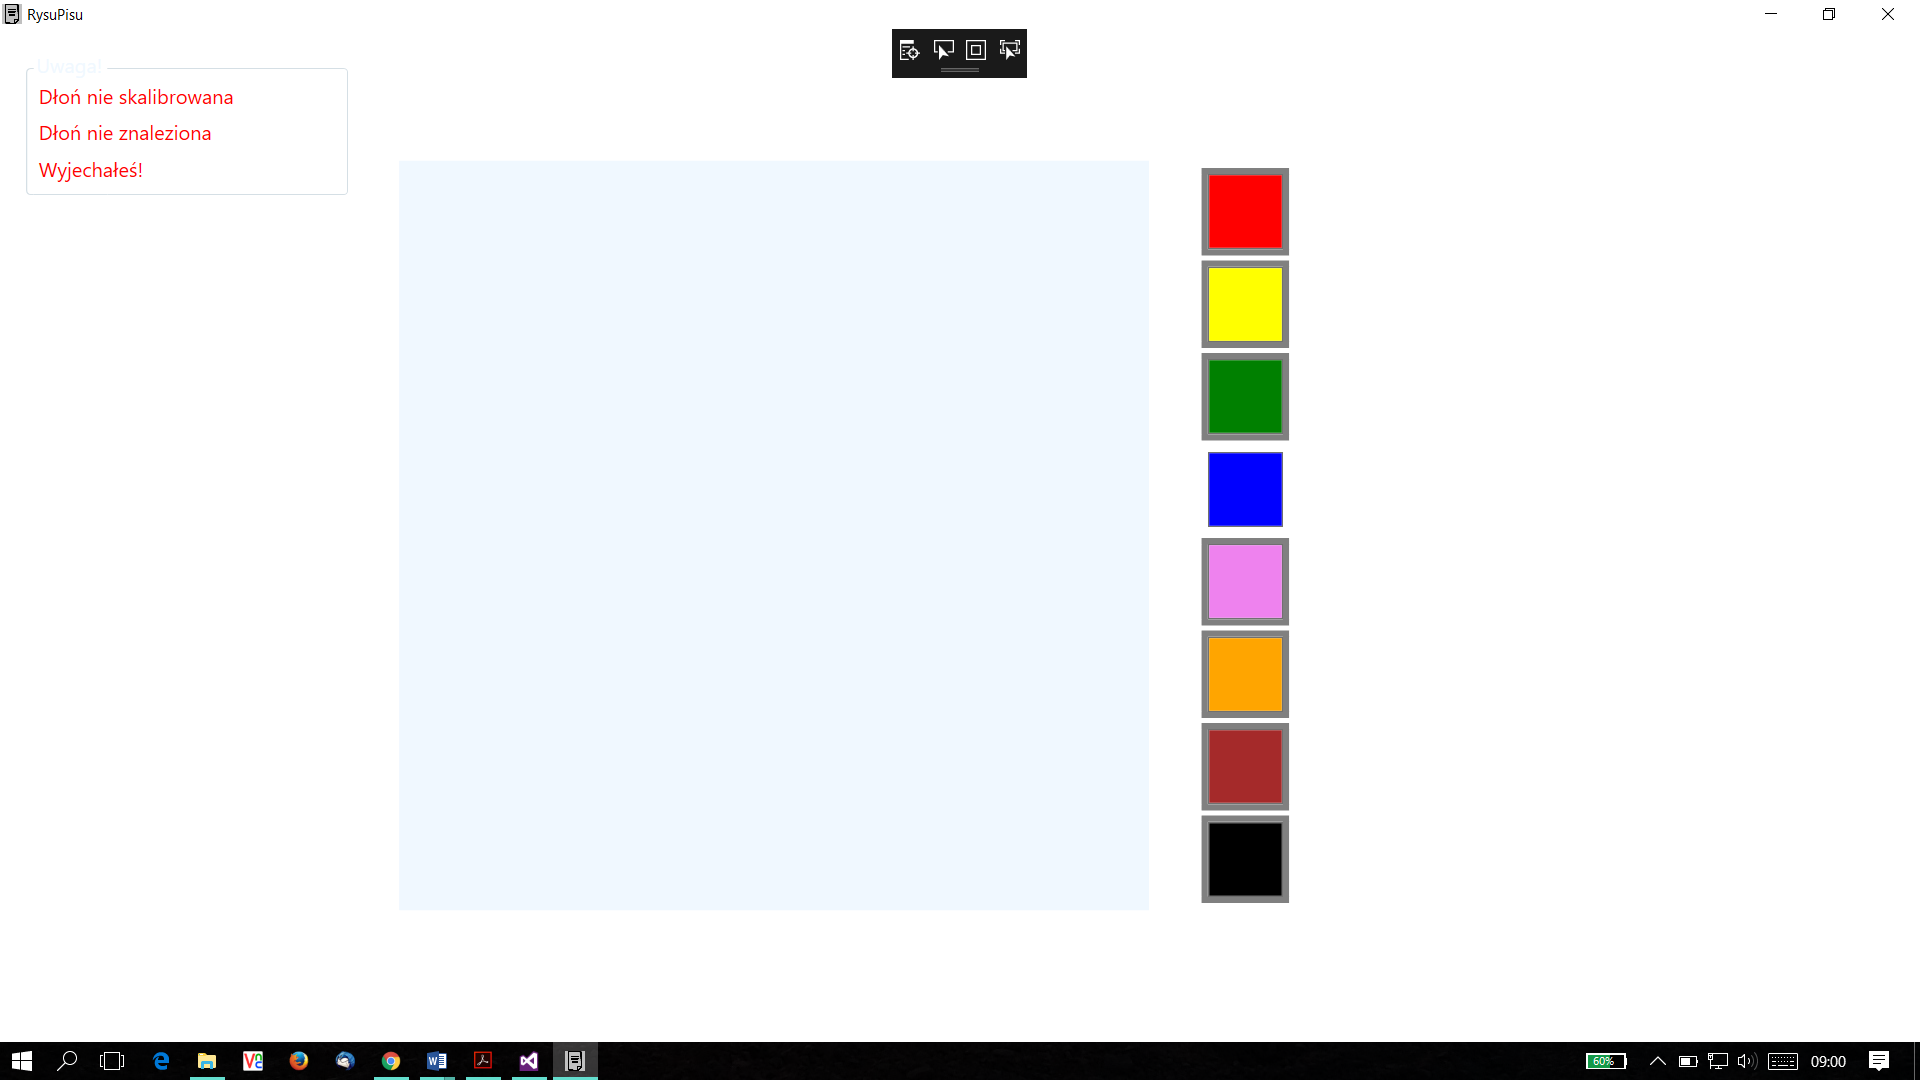 RysuPisu
Uwaga!
Dłoń nie skalibrowana
Dłoń nie znaleziona
Wyjechałeś!
60%
09:00